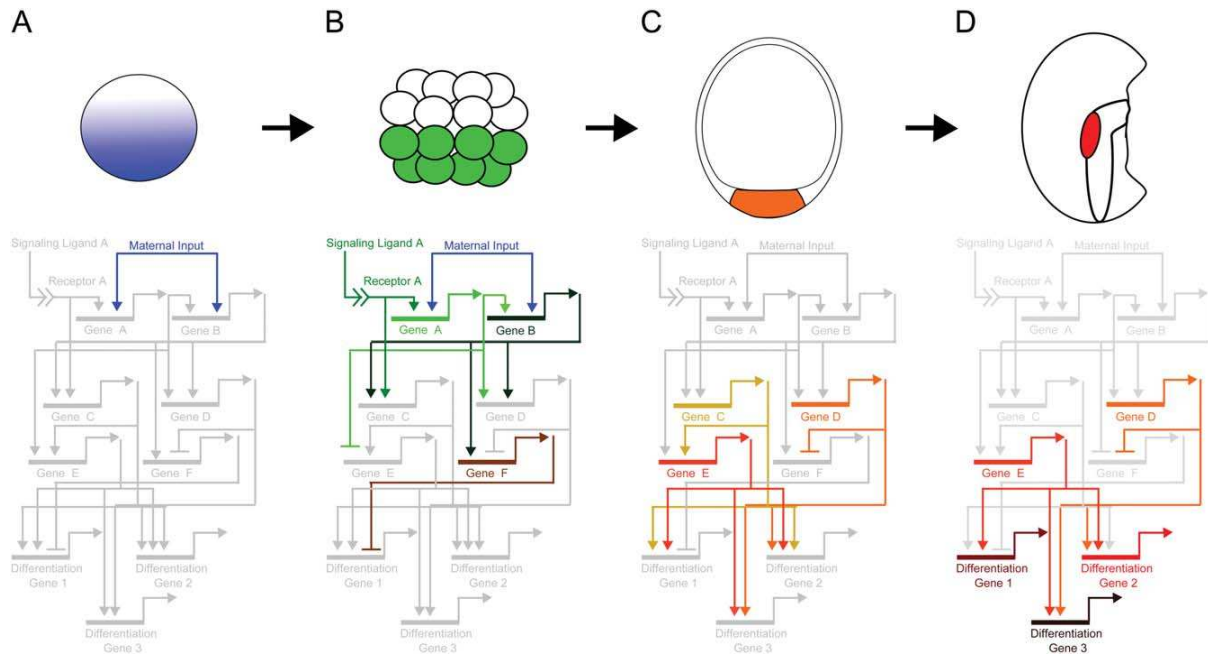 A
B
C
D
Signaling Ligand A
Maternal Input
Receptor A
Gene A
Gene B
Gene C
Gene D
Gene E
Gene F
Differentiation
Gene 1
Differentiation
Gene 2
Differentiation
Gene 3
Signaling Ligand A
Maternal Input
Receptor A
Gene A
Gene B
Gene C
Gene D
Gene E
Gene F
Differentiation
Gene 1
Differentiation
Gene 2
Differentiation
Gene 3
Signaling Ligand A
Maternal Input
Receptor A
Gene A
Gene B
Gene C
Gene D
Gene E
Gene F
Differentiation
Gene 1
Differentiation
Gene 2
Differentiation
Gene 3
Signaling Ligand A
Maternal Input
Receptor A
Gene A
Gene B
Gene C
Gene D
Gene E
Gene F
Differentiation
Gene 1
Differentiation
Gene 2
Differentiation
Gene 3